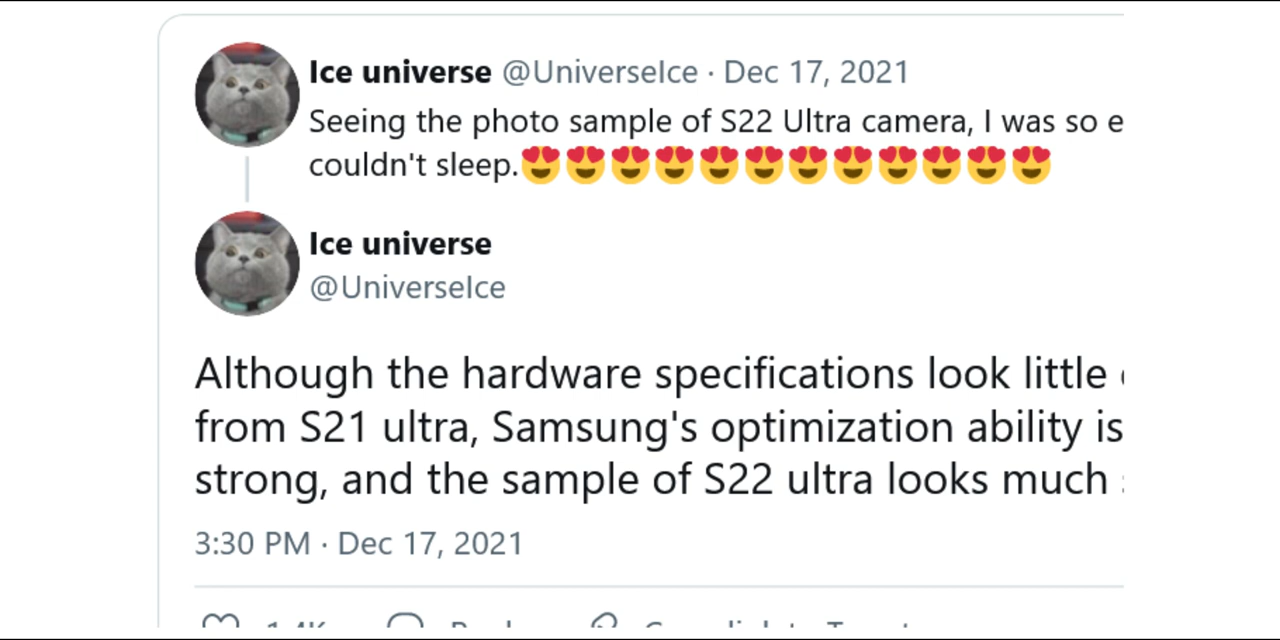 Ice universe @UniverseIce · Dec 17, 2021
Seeing the photo sample of S22 Ultra camera, I was so
couldn't sleep.😍😍😍😍😍😍😍😍😍😍😍😍
Ice universe
@UniverseIce
Although the hardware specifications look little
from S21 ultra, Samsung's optimization ability is
strong, and the sample of S22 ultra looks much
3:30 PM · Dec 17, 2021